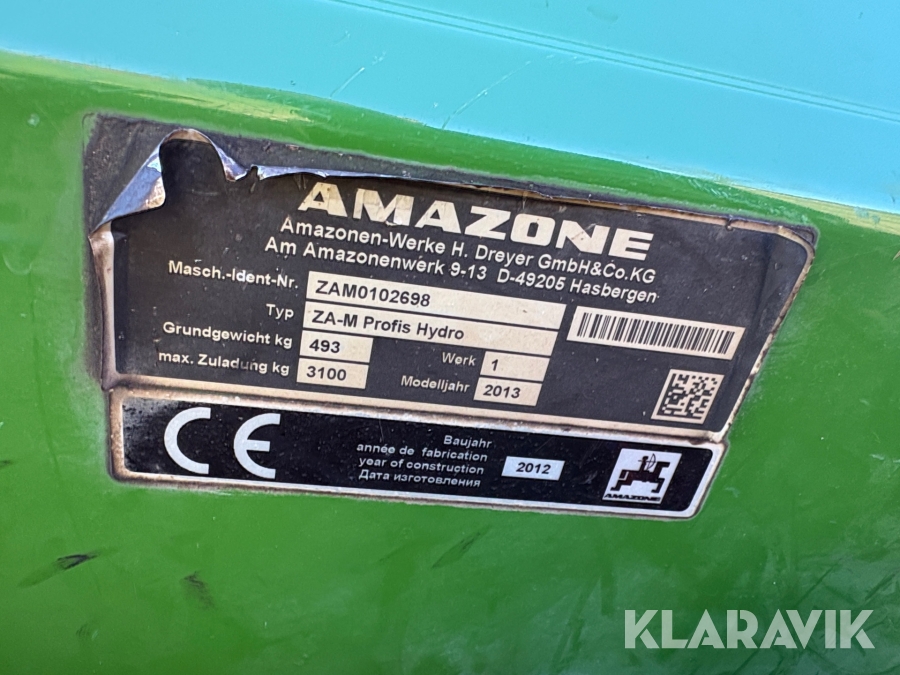 AMAZONE
Amazonen-Werke H. Dreyer GmbH&Co.KG
Am Amazonenwerk 9-13 D-49205 Hasbergen
Masch.-Ident-Nr. ZAM0102698
Typ ZA-M Profis Hydro
Grundgewicht kg 493 Werk 1
max. Zuladung kg 3100 Modelljahr 2013
CE
Baujahr
année de fabrication
year of construction 2012
Дата изготовления
AMAZONE
KLARAVIK